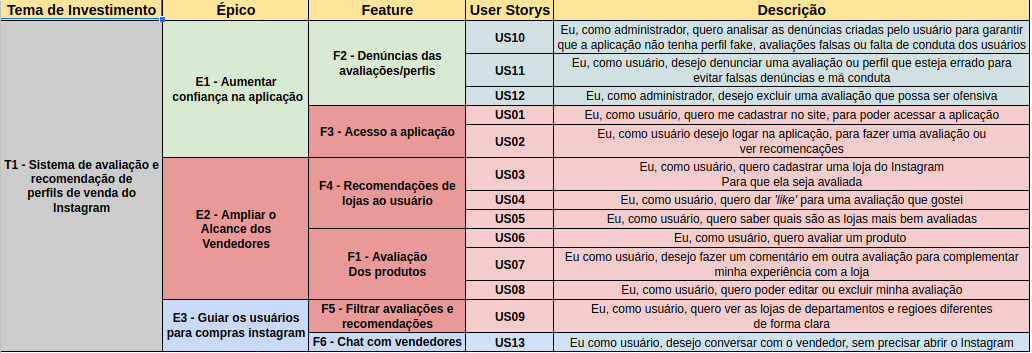 Tema de Investimento
Épico
Feature
User Storys
Descrição
T1 - Sistema de avaliação e
recomendação de
perfils de venda do
Instagram
E1 - Aumentar
confiança na aplicação
F2 - Denúncias das
avaliações/perfis
US10
Eu, como administrador, quero analisar as denúncias criadas pelo usuário para garantir
que a aplicação não tenha perfil fake, avaliações falsas ou falta de conduta dos usuários
US11
Eu, como usuário, desejo denunciar uma avaliação ou perfil que esteja errado para
evitar falsas denúncias e má conduta
US12
Eu, como administrador, desejo excluir uma avaliação que possa ser ofensiva
F3 - Acesso a aplicação
US01
Eu, como usuário, quero me cadastrar no site, para poder acessar a aplicação
US02
Eu, como usuário desejo logar na aplicação, para fazer uma avaliação ou
ver recomencações
E2 - Ampliar o
Alcance dos
Vendedores
F4 - Recomendações de
lojas ao usuário
US03
Eu, como usuário, quero cadastrar uma loja do Instagram
Para que ela seja avaliada
US04
Eu, como usuário, quero dar 'like' para uma avaliação que gostei
US05
Eu, como usuário, quero saber quais são as lojas mais bem avaliadas
F1 - Avaliação
Dos produtos
US06
Eu, como usuário, quero avaliar um produto
US07
Eu, como usuário, desejo fazer um comentário em outra avaliação para complementar
minha experiência com a loja
US08
Eu, como usuário, quero poder editar ou excluir minha avaliação
E3 - Guiar os usuários
para compras instagram
F5 - Filtrar avaliações e
recomendações
US09
Eu, como usuário, quero ver as lojas de departamentos e regioes diferentes
de forma clara
F6 - Chat com vendedores
US13
Eu como usuário, desejo conversar com o vendedor, sem precisar abrir o Instagram